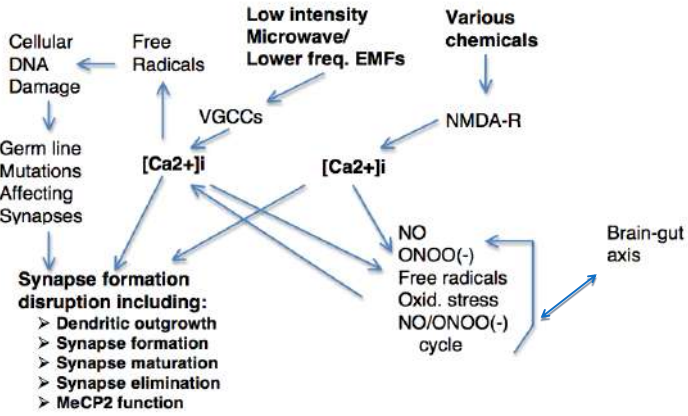 Low intensity
Microwave/
Lower freq. EMFs
Various
chemicals
Cellular
DNA
Damage
Free
Radicals
VGCCs
NMDA-R
Germ line
Mutations
Affecting
Synapses
[Ca2+]i
[Ca2+]i
NO
ONOO(-)
Free radicals
Oxid. stress
NO/ONOO(-)
cycle
Brain-gut
axis
Synapse formation
disruption including:
➢ Dendritic outgrowth
➢ Synapse formation
➢ Synapse maturation
➢ Synapse elimination
➢ MeCP2 function